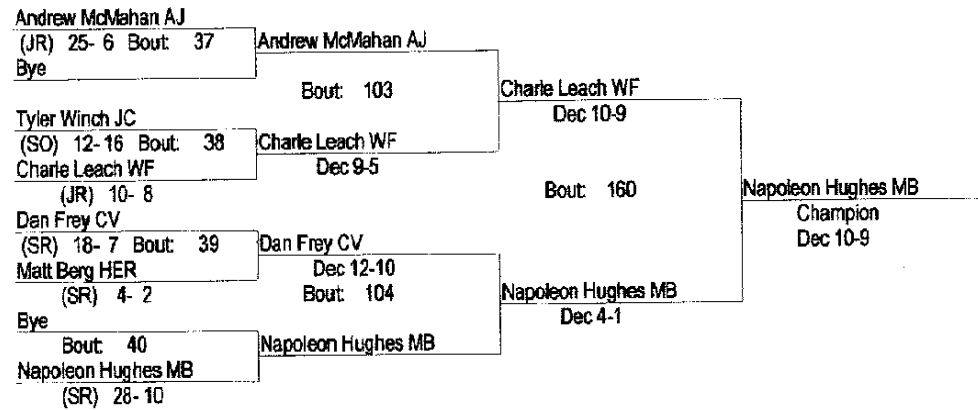 Andrew McMahan AJ
(JR) 25- 6 Bout: 37
Bye
Andrew McMahan AJ
Bout: 103
Tyler Winch JC
(SO) 12- 16 Bout: 38
Charle Leach WF
(JR) 10- 8
Charle Leach WF
Dec 9-5
Charle Leach WF
Dec 10-9
Bout: 160
Dan Frey CV
(SR) 18- 7 Bout: 39
Matt Berg HER
(SR) 4- 2
Dan Frey CV
Dec 12-10
Bout: 104
Bye
Bout: 40
Napoleon Hughes MB
(SR) 28- 10
Napoleon Hughes MB
Napoleon Hughes MB
Dec 4-1
Napoleon Hughes MB
Champion
Dec 10-9